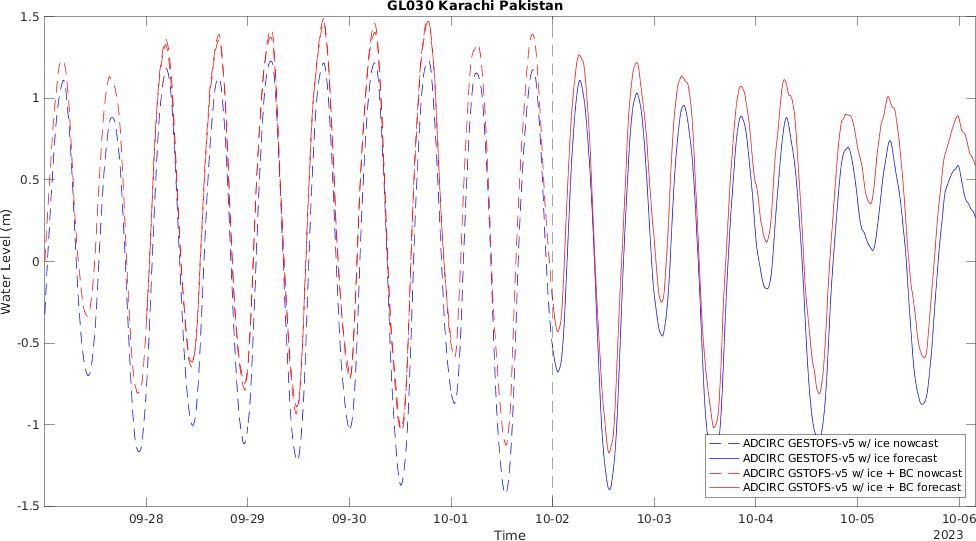 GL030 Karachi Pakistan
Water Level (m)
1.5
1
0.5
0
-0.5
-1
-1.5
ADCIRC GESTOFS-v5 w/ ice nowcast
ADCIRC GESTOFS-v5 w/ ice forecast
ADCIRC GSTOFS-v5 w/ ice + BC nowcast
ADCIRC GSTOFS-v5 w/ ice + BC forecast
09-28 09-29 09-30 10-01 10-02 10-03 10-04 10-05 10-06
Time
2023